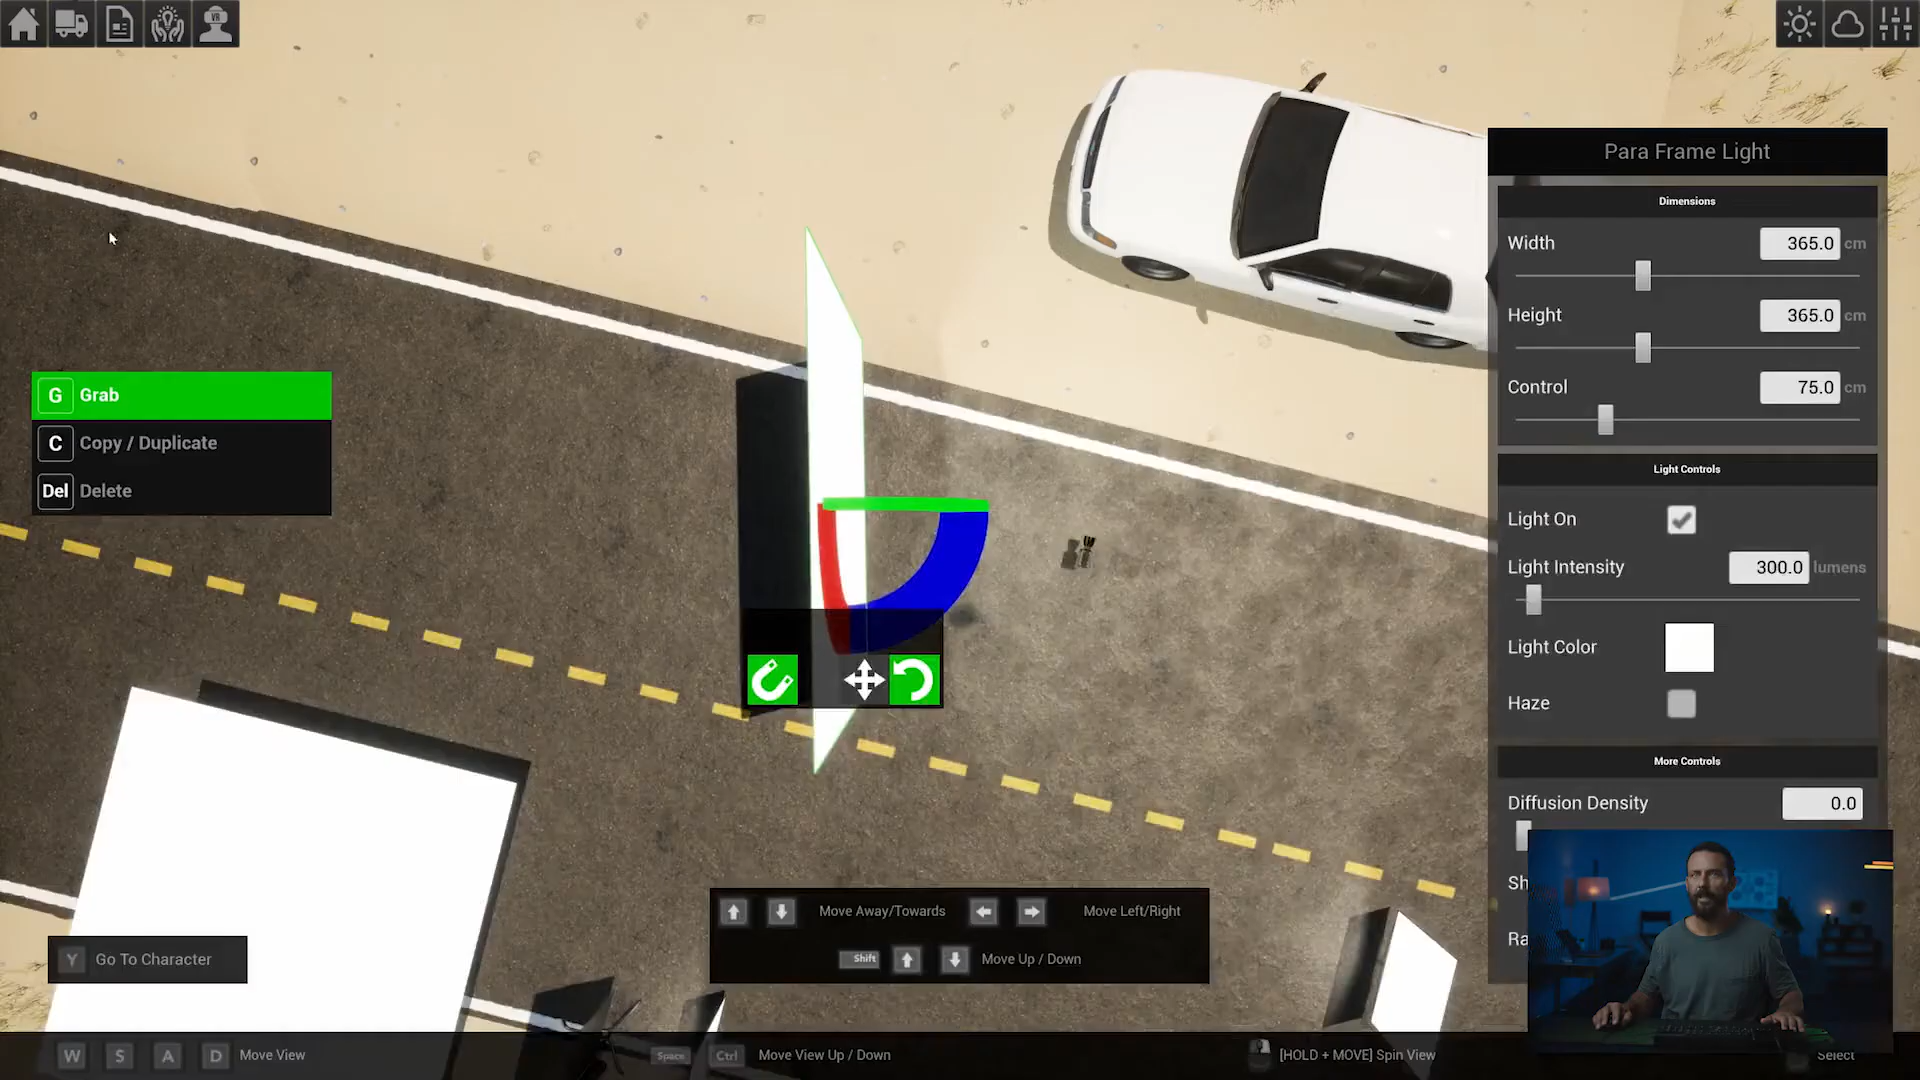 VR
Para Frame Light
Dimensions
Width 365.0 cm
Height 365.0 cm
Control 75.0 cm
G Grab
C Copy / Duplicate
Del Delete
Light Controls
Light On
Light Intensity 300.0 lumens
Light Color
Haze
More Controls
Diffusion Density 0.0
Sh
Ra
Move Away/Towards Move Left/Right
Shift Move Up / Down
Y Go To Character
W S A D Move View
Space Ctrl Move View Up / Down
[HOLD + MOVE] Spin View
Select